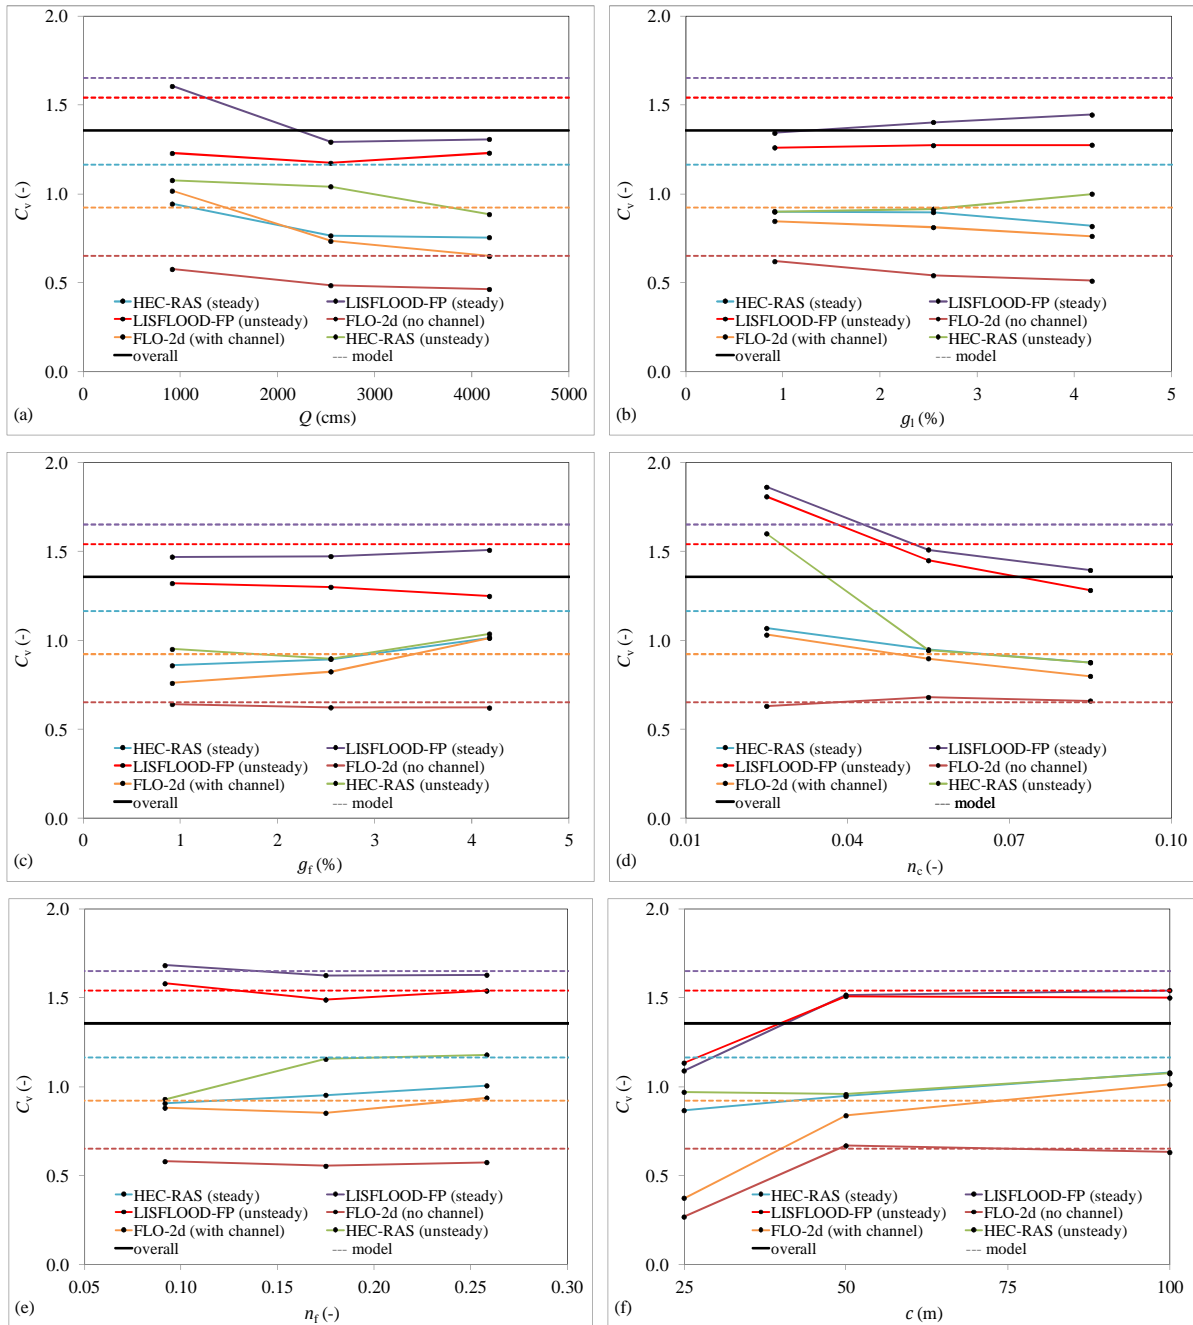 2.0
1.5
1.0
0.5
0.0
Cv (-)
HEC-RAS (steady)
LISFLOOD-FP (steady)
LISFLOOD-FP (unsteady)
FLO-2d (no channel)
FLO-2d (with channel)
HEC-RAS (unsteady)
overall
model
0 1000 2000 3000 4000 5000
(a)
Q (cms)
2.0
1.5
1.0
0.5
0.0
Cv (-)
HEC-RAS (steady)
LISFLOOD-FP (steady)
LISFLOOD-FP (unsteady)
FLO-2d (no channel)
FLO-2d (with channel)
HEC-RAS (unsteady)
overall
model
0 1 2 3 4 5
(b)
gl (%)
2.0
1.5
1.0
0.5
0.0
Cv (-)
HEC-RAS (steady)
LISFLOOD-FP (steady)
LISFLOOD-FP (unsteady)
FLO-2d (no channel)
FLO-2d (with channel)
HEC-RAS (unsteady)
overall
model
0 1 2 3 4 5
(c)
gf (%)
2.0
1.5
1.0
0.5
0.0
Cv (-)
HEC-RAS (steady)
LISFLOOD-FP (steady)
LISFLOOD-FP (unsteady)
FLO-2d (no channel)
FLO-2d (with channel)
HEC-RAS (unsteady)
overall
model
0.01 0.04 0.07 0.10
(d)
nc (-)
2.0
1.5
1.0
0.5
0.0
Cv (-)
HEC-RAS (steady)
LISFLOOD-FP (steady)
LISFLOOD-FP (unsteady)
FLO-2d (no channel)
FLO-2d (with channel)
HEC-RAS (unsteady)
overall
model
0.05 0.10 0.15 0.20 0.25 0.30
(e)
nf (-)
2.0
1.5
1.0
0.5
0.0
Cv (-)
HEC-RAS (steady)
LISFLOOD-FP (steady)
LISFLOOD-FP (unsteady)
FLO-2d (no channel)
FLO-2d (with channel)
HEC-RAS (unsteady)
overall
model
25 50 75 100
(f)
c (m)